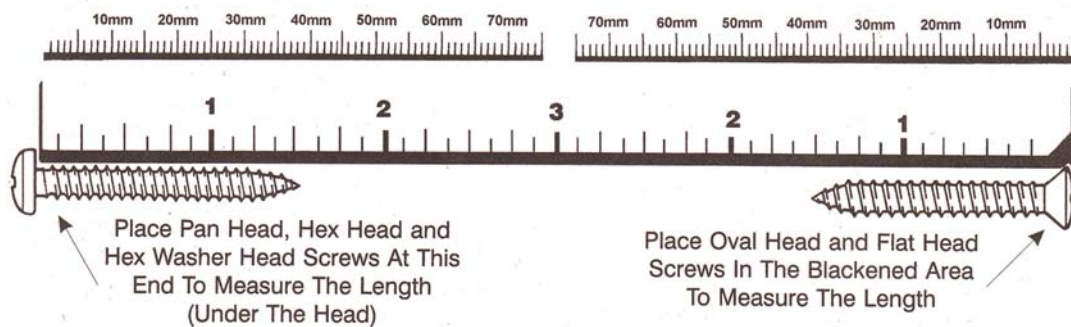 10mm 20mm 30mm 40mm 50mm 60mm 70mm 70mm 60mm 50mm 40mm 30mm 20mm 10mm
1 2 3 2 1
Place Pan Head, Hex Head and
Hex Washer Head Screws At This
End To Measure The Length
(Under The Head)
Place Oval Head and Flat Head
Screws In The Blackened Area
To Measure The Length